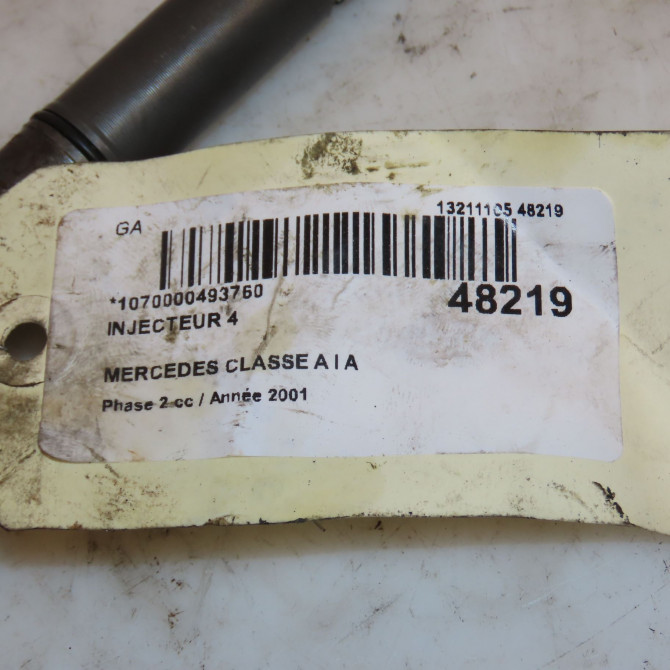 GA
13211105 48219
*1070000493760
48219
INJECTEUR 4
MERCEDES CLASSE A I A
Phase 2 cc / Année 2001